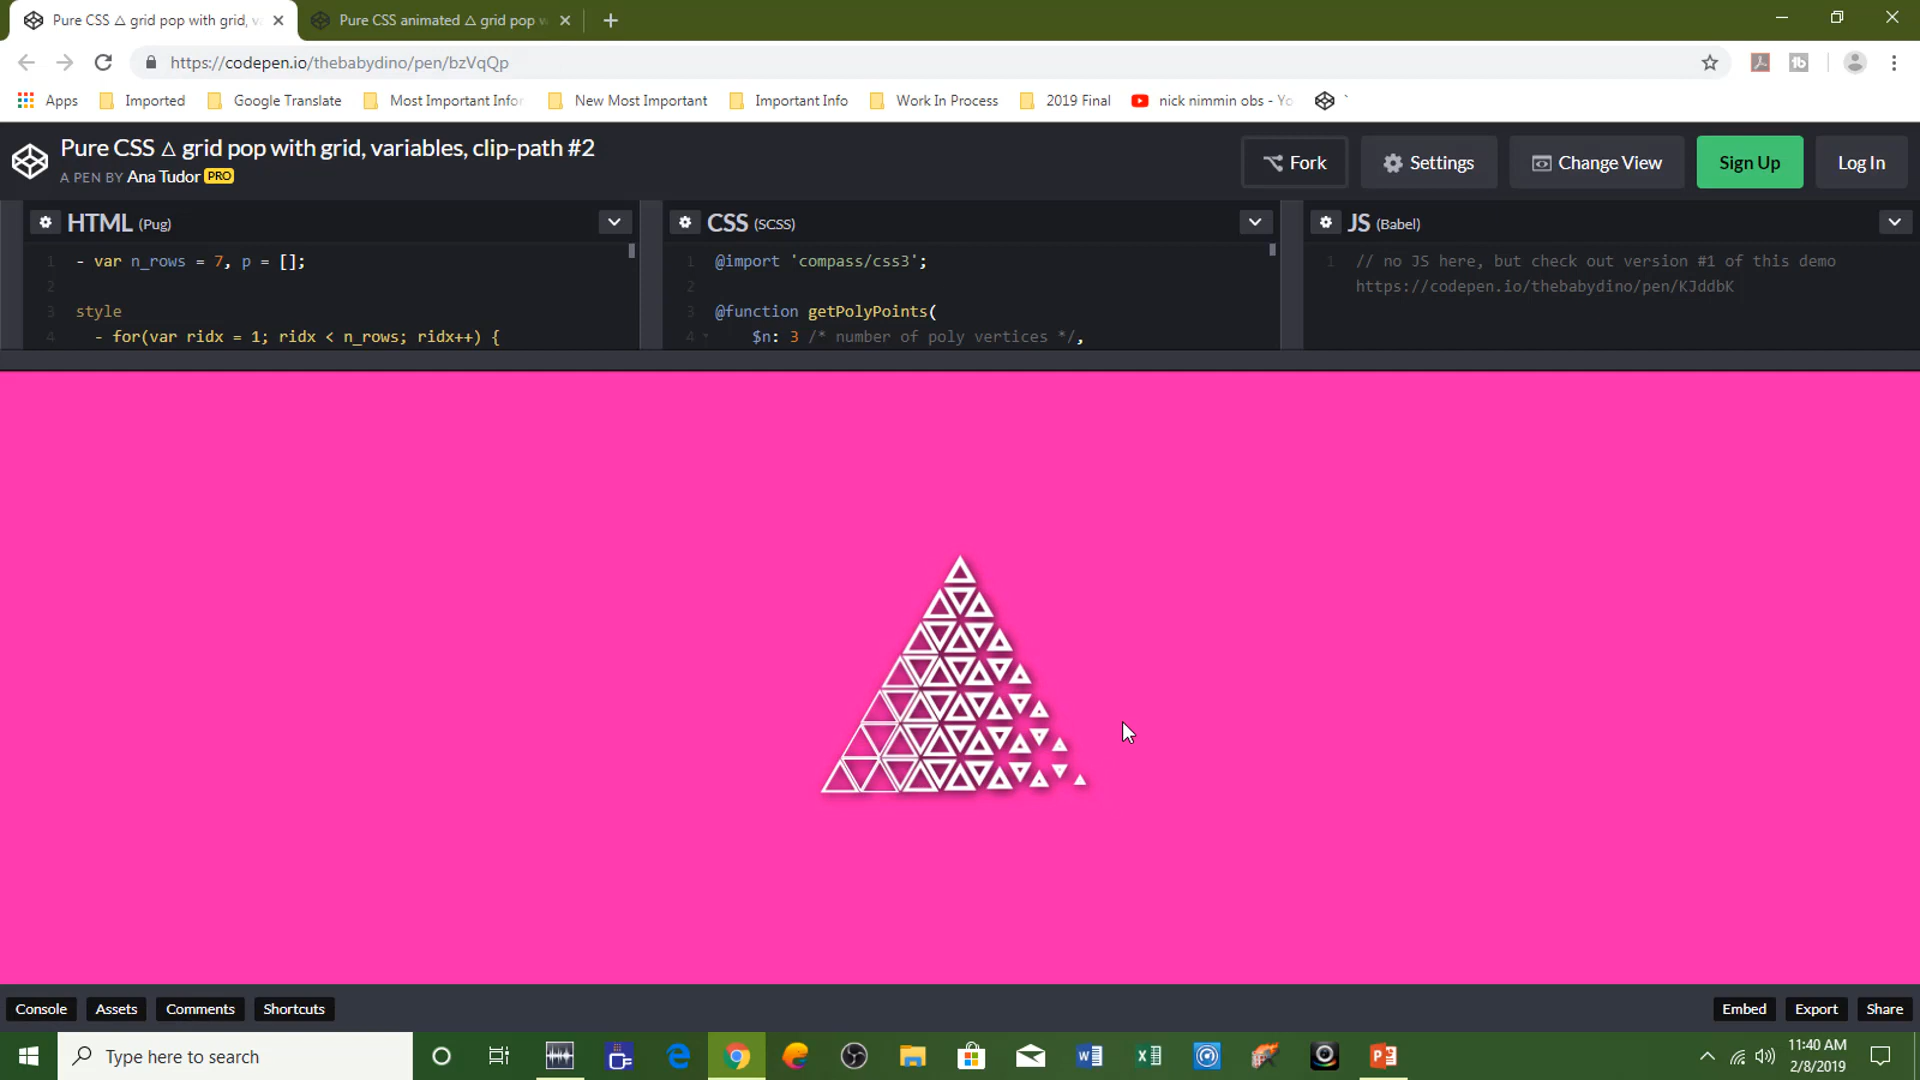 Pure CSS △ grid pop with grid, v
Pure CSS animated △ grid pop w
https://codepen.io/thebabydino/pen/bzVqQp
Apps
Imported
Google Translate
Most Important Infor
New Most Important
Important Info
Work In Process
2019 Final
nick nimmin obs - Yo
`
Pure CSS △ grid pop with grid, variables, clip-path #2
A PEN BY Ana Tudor PRO
Fork
Settings
Change View
Sign Up
Log In
HTML (Pug)
1 - var n_rows = 7, p = [];
2
3 style
4 - for(var ridx = 1; ridx < n_rows; ridx++) {
CSS (SCSS)
1 @import 'compass/css3';
2
3 @function getPolyPoints(
4 $n: 3 /* number of poly vertices */,
JS (Babel)
1 // no JS here, but check out version #1 of this demo
https://codepen.io/thebabydino/pen/KJddbK
Console
Assets
Comments
Shortcuts
Embed
Export
Share
Type here to search
11:40 AM
2/8/2019